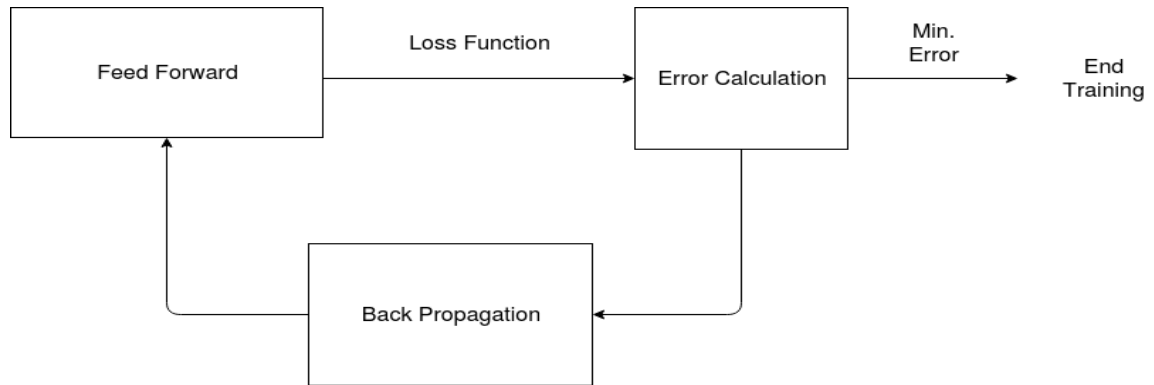 Feed Forward
Loss Function
Error Calculation
Min.
Error
End
Training
Back Propagation